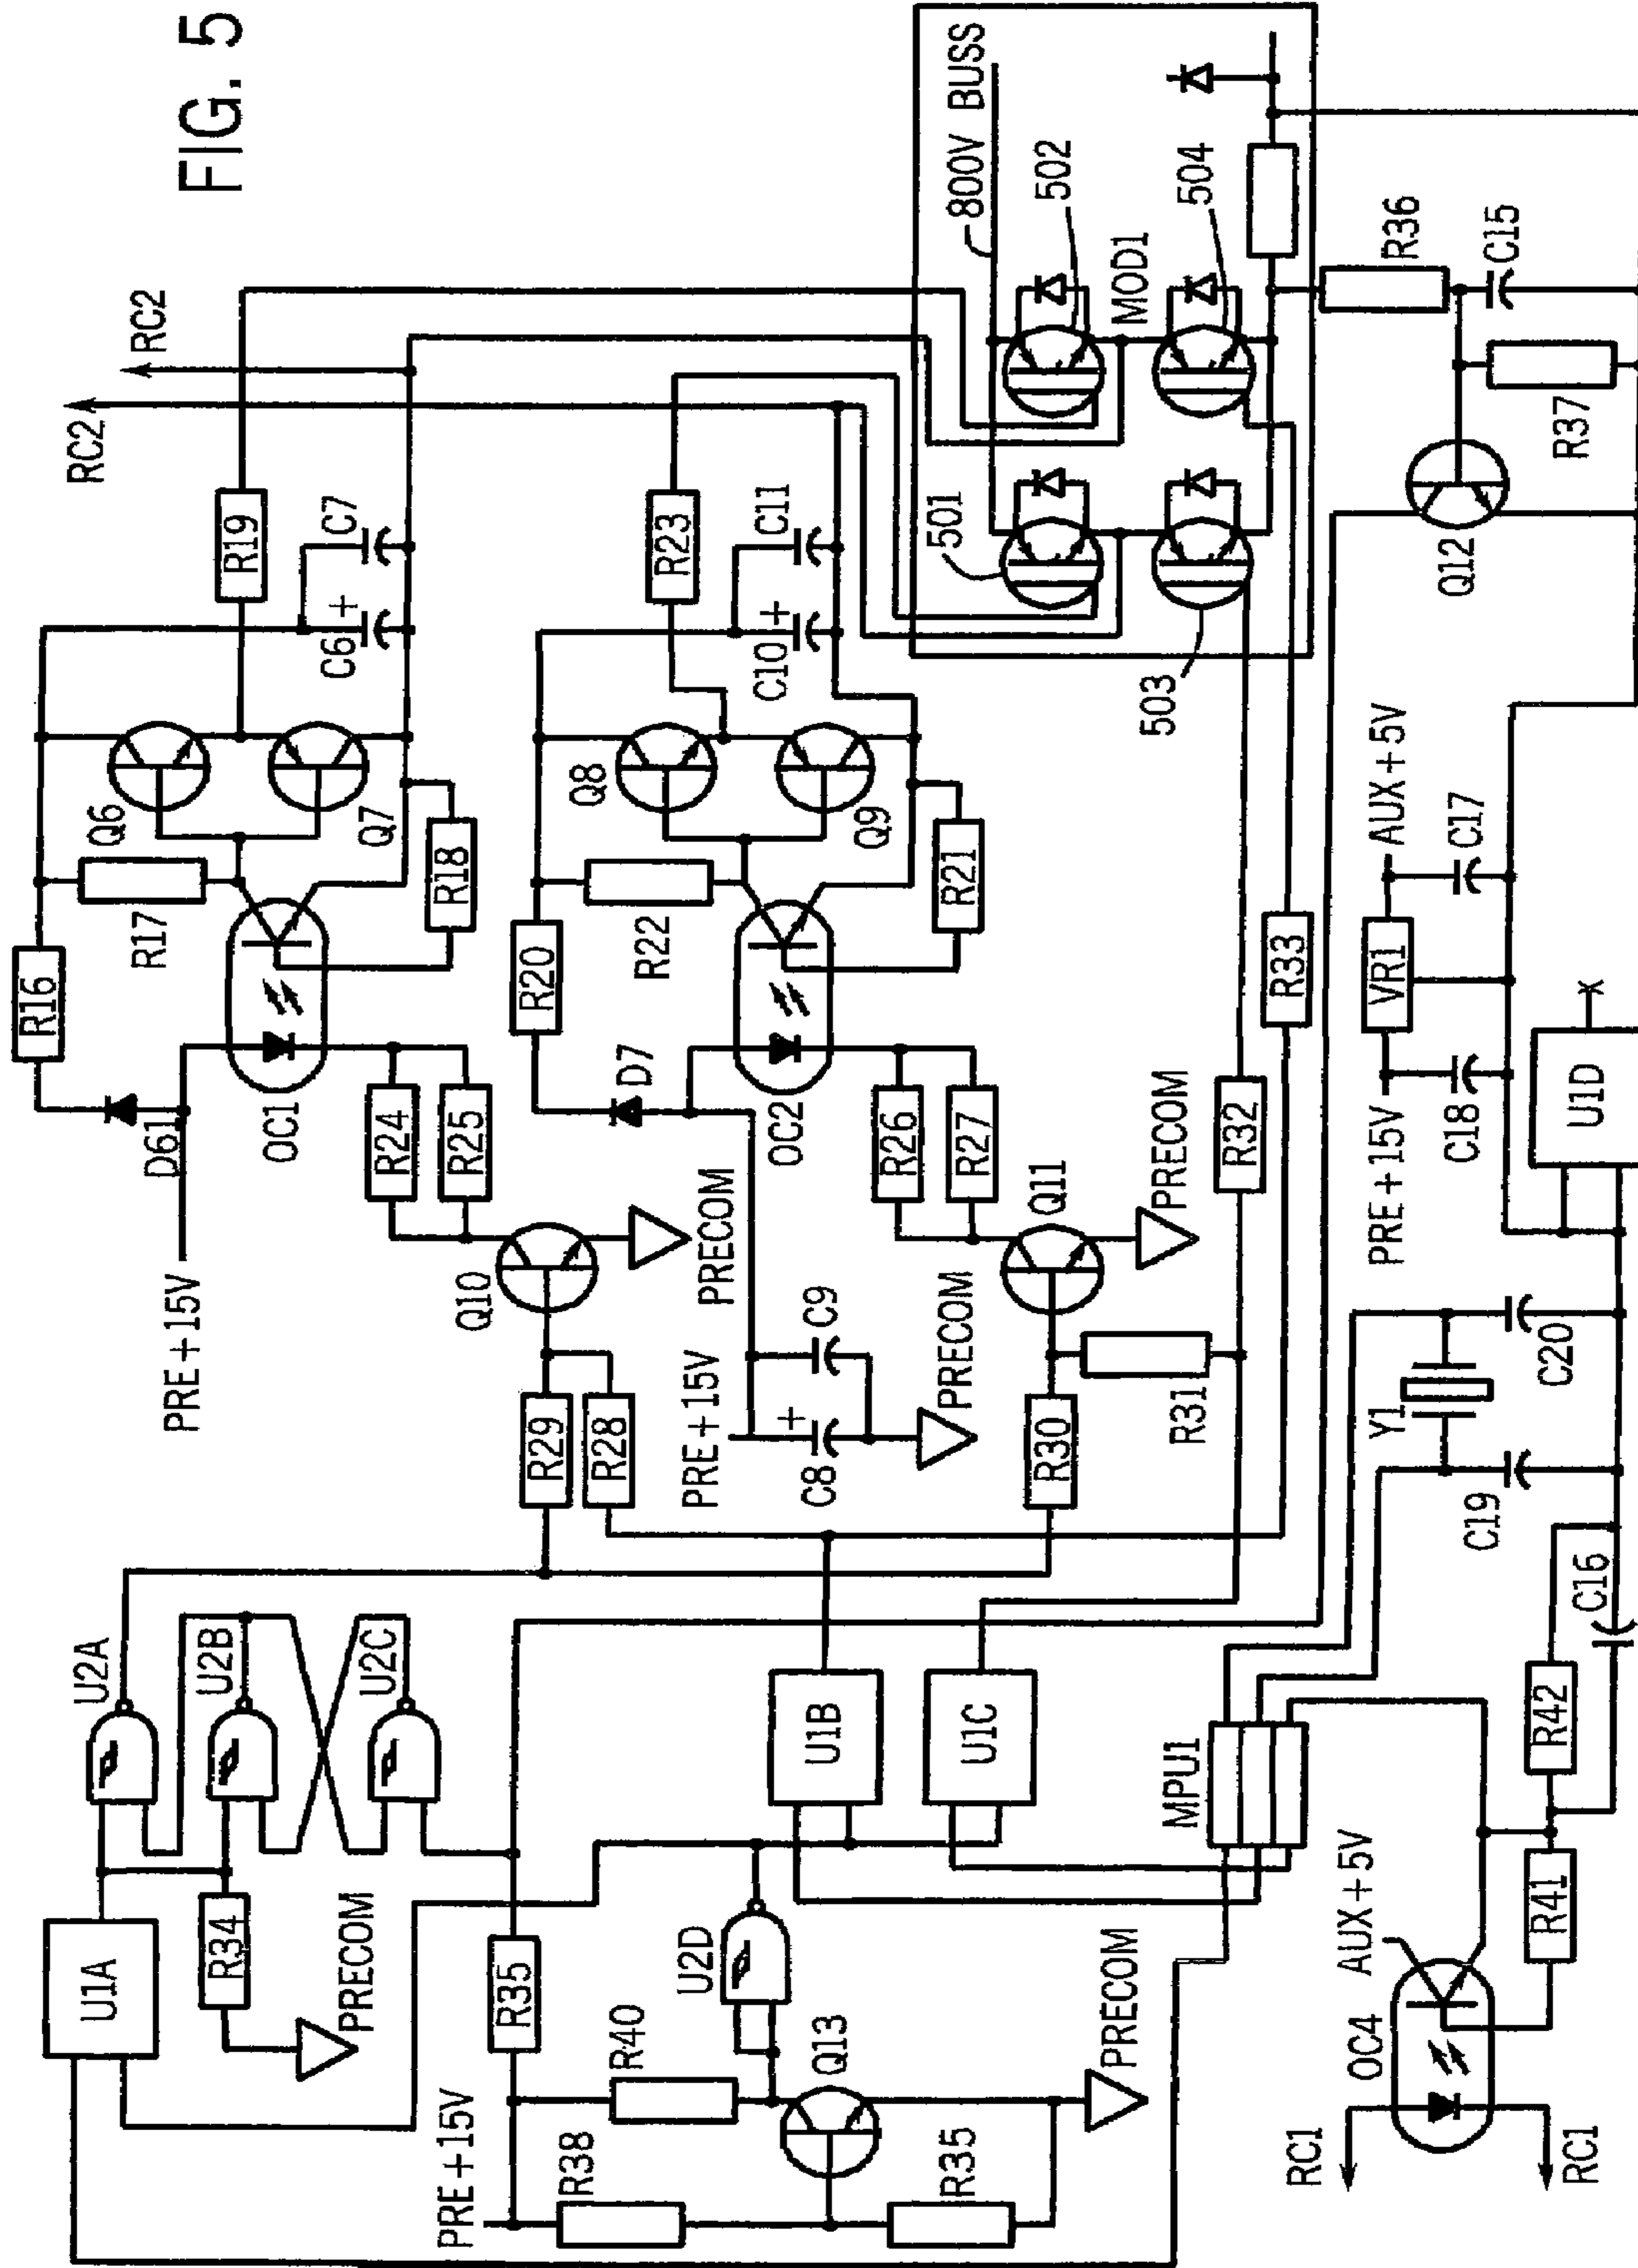 FIG. 5
RC2
RC2
R19
C7
C6 +
R16
R17
Q6
Q7
R18
D61
OC1
PRE+15V
R24
R25
Q10
PRECOM
R29
R28
R23
C11
C10 +
R20
R22
Q8
Q9
R21
D7
OC2
R26
R27
Q11
PRECOM
PRE+15V
C9
C8
+
PRECOM
R30
R31
R32
R33
800V BUSS
502
MOD1
504
501
503
R36
C15
R37
Q12
U2A
U2B
U2C
U1A
R34
PRECOM
R35
U2D
U1B
U1C
MPU1
PRE+15V
R40
R38
Q13
R35
PRECOM
AUX+5V
C17
VR1
PRE+15V
C18
U1D
X
C20
Y1
C19
C16
R42
R41
AUX+5V
OC4
RC1
RC1